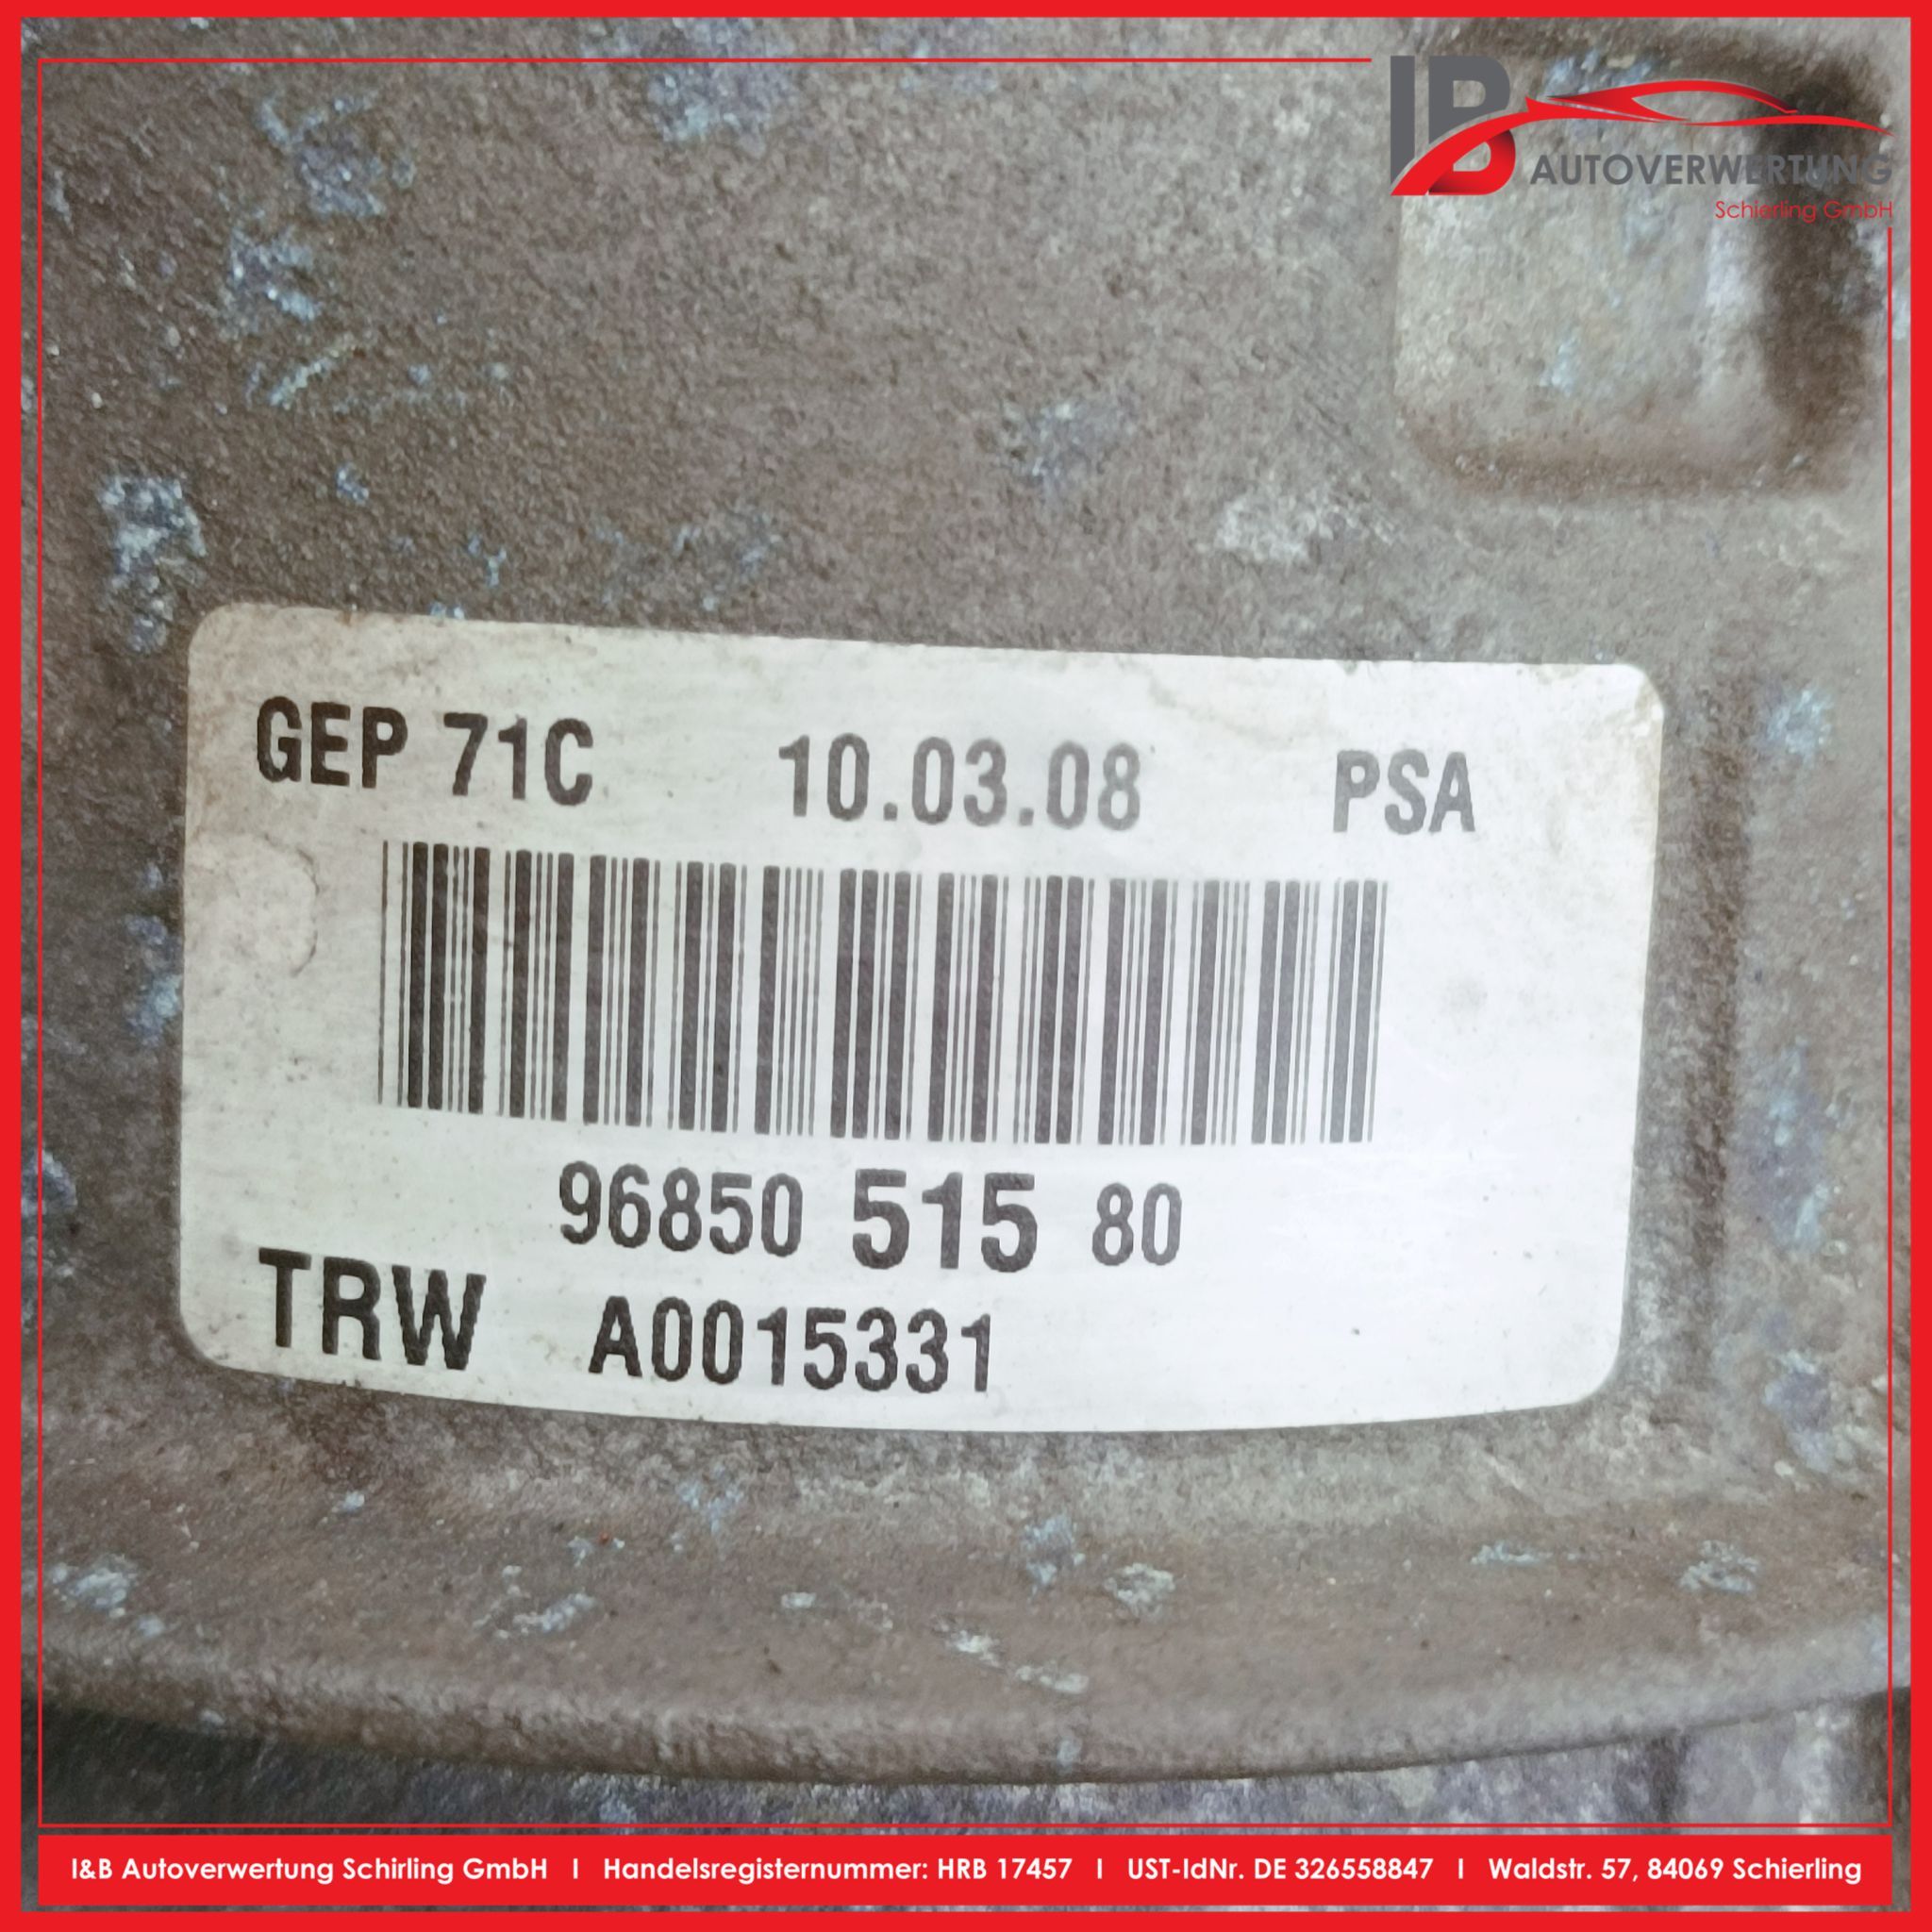 IB
AUTOVERWERTUNG
Schierling GmbH
GEP 71C 10.03.08 PSA
96850 515 80
TRW A0015331
I&B Autoverwertung Schirling GmbH I Handelsregisternummer: HRB 17457 I UST-IdNr. DE 326558847 I Waldstr. 57, 84069 Schierling